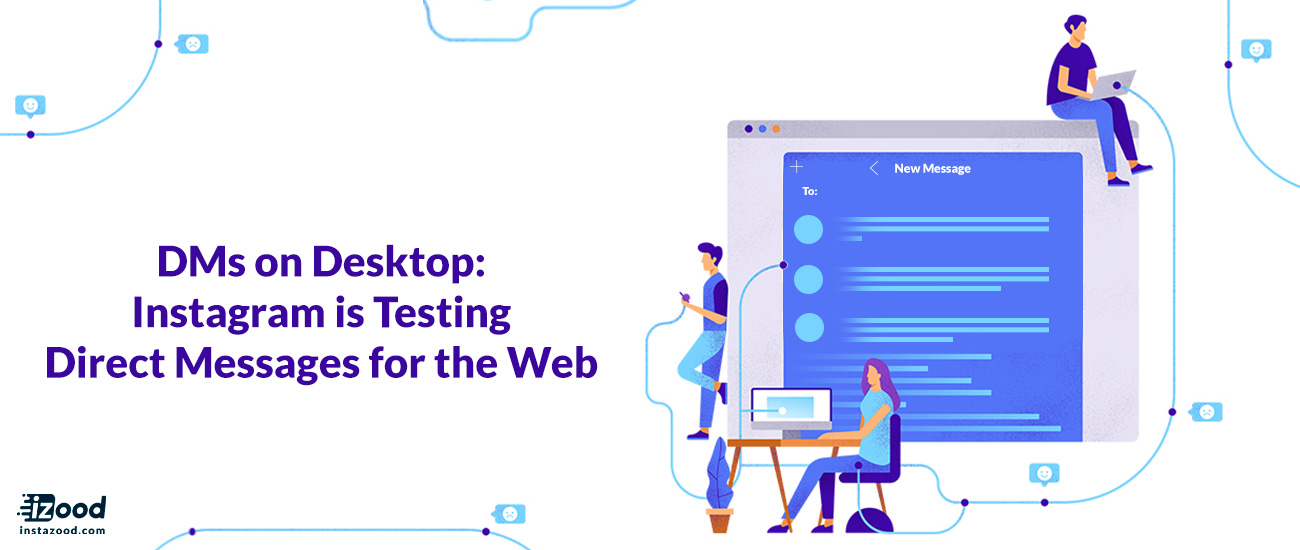 DMs on Desktop:
Instagram is Testing
Direct Messages for the Web
New Message
To:
iZood
instazood.com